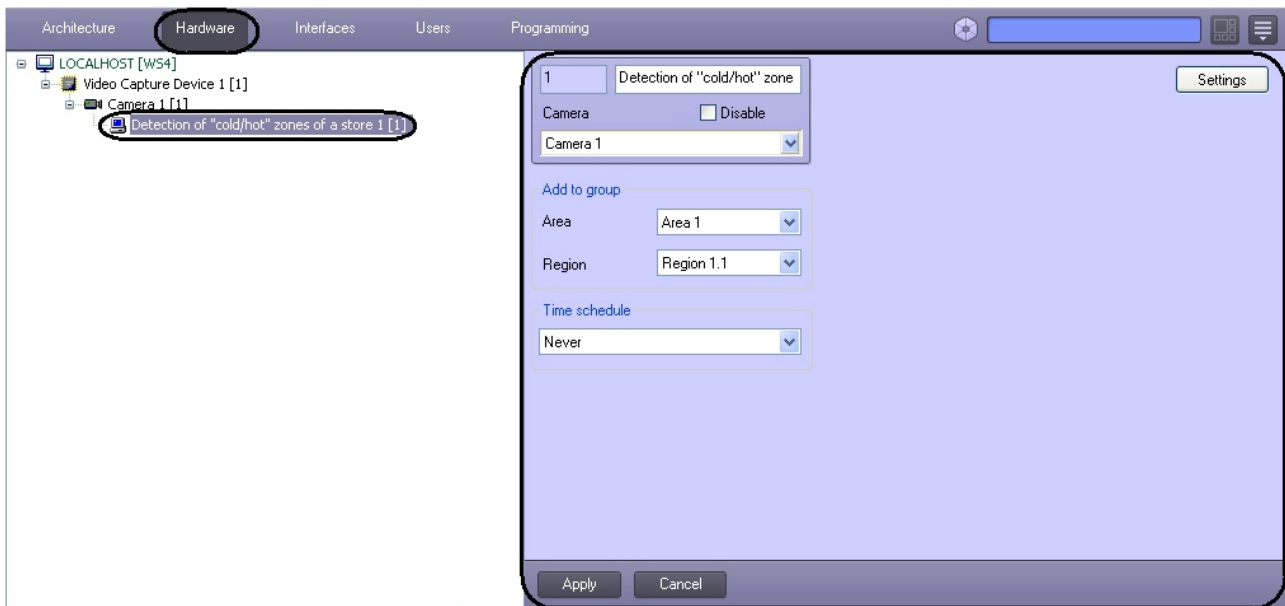 Architecture Hardware Interfaces Users Programming
LOCALHOST [WS4]
Video Capture Device 1 [1]
Camera 1 [1]
Detection of "cold/hot" zones of a store 1 [1]
1 Detection of "cold/hot" zone
Settings
Camera Disable
Camera 1
Add to group
Area Area 1
Region Region 1.1
Time schedule
Never
Apply Cancel